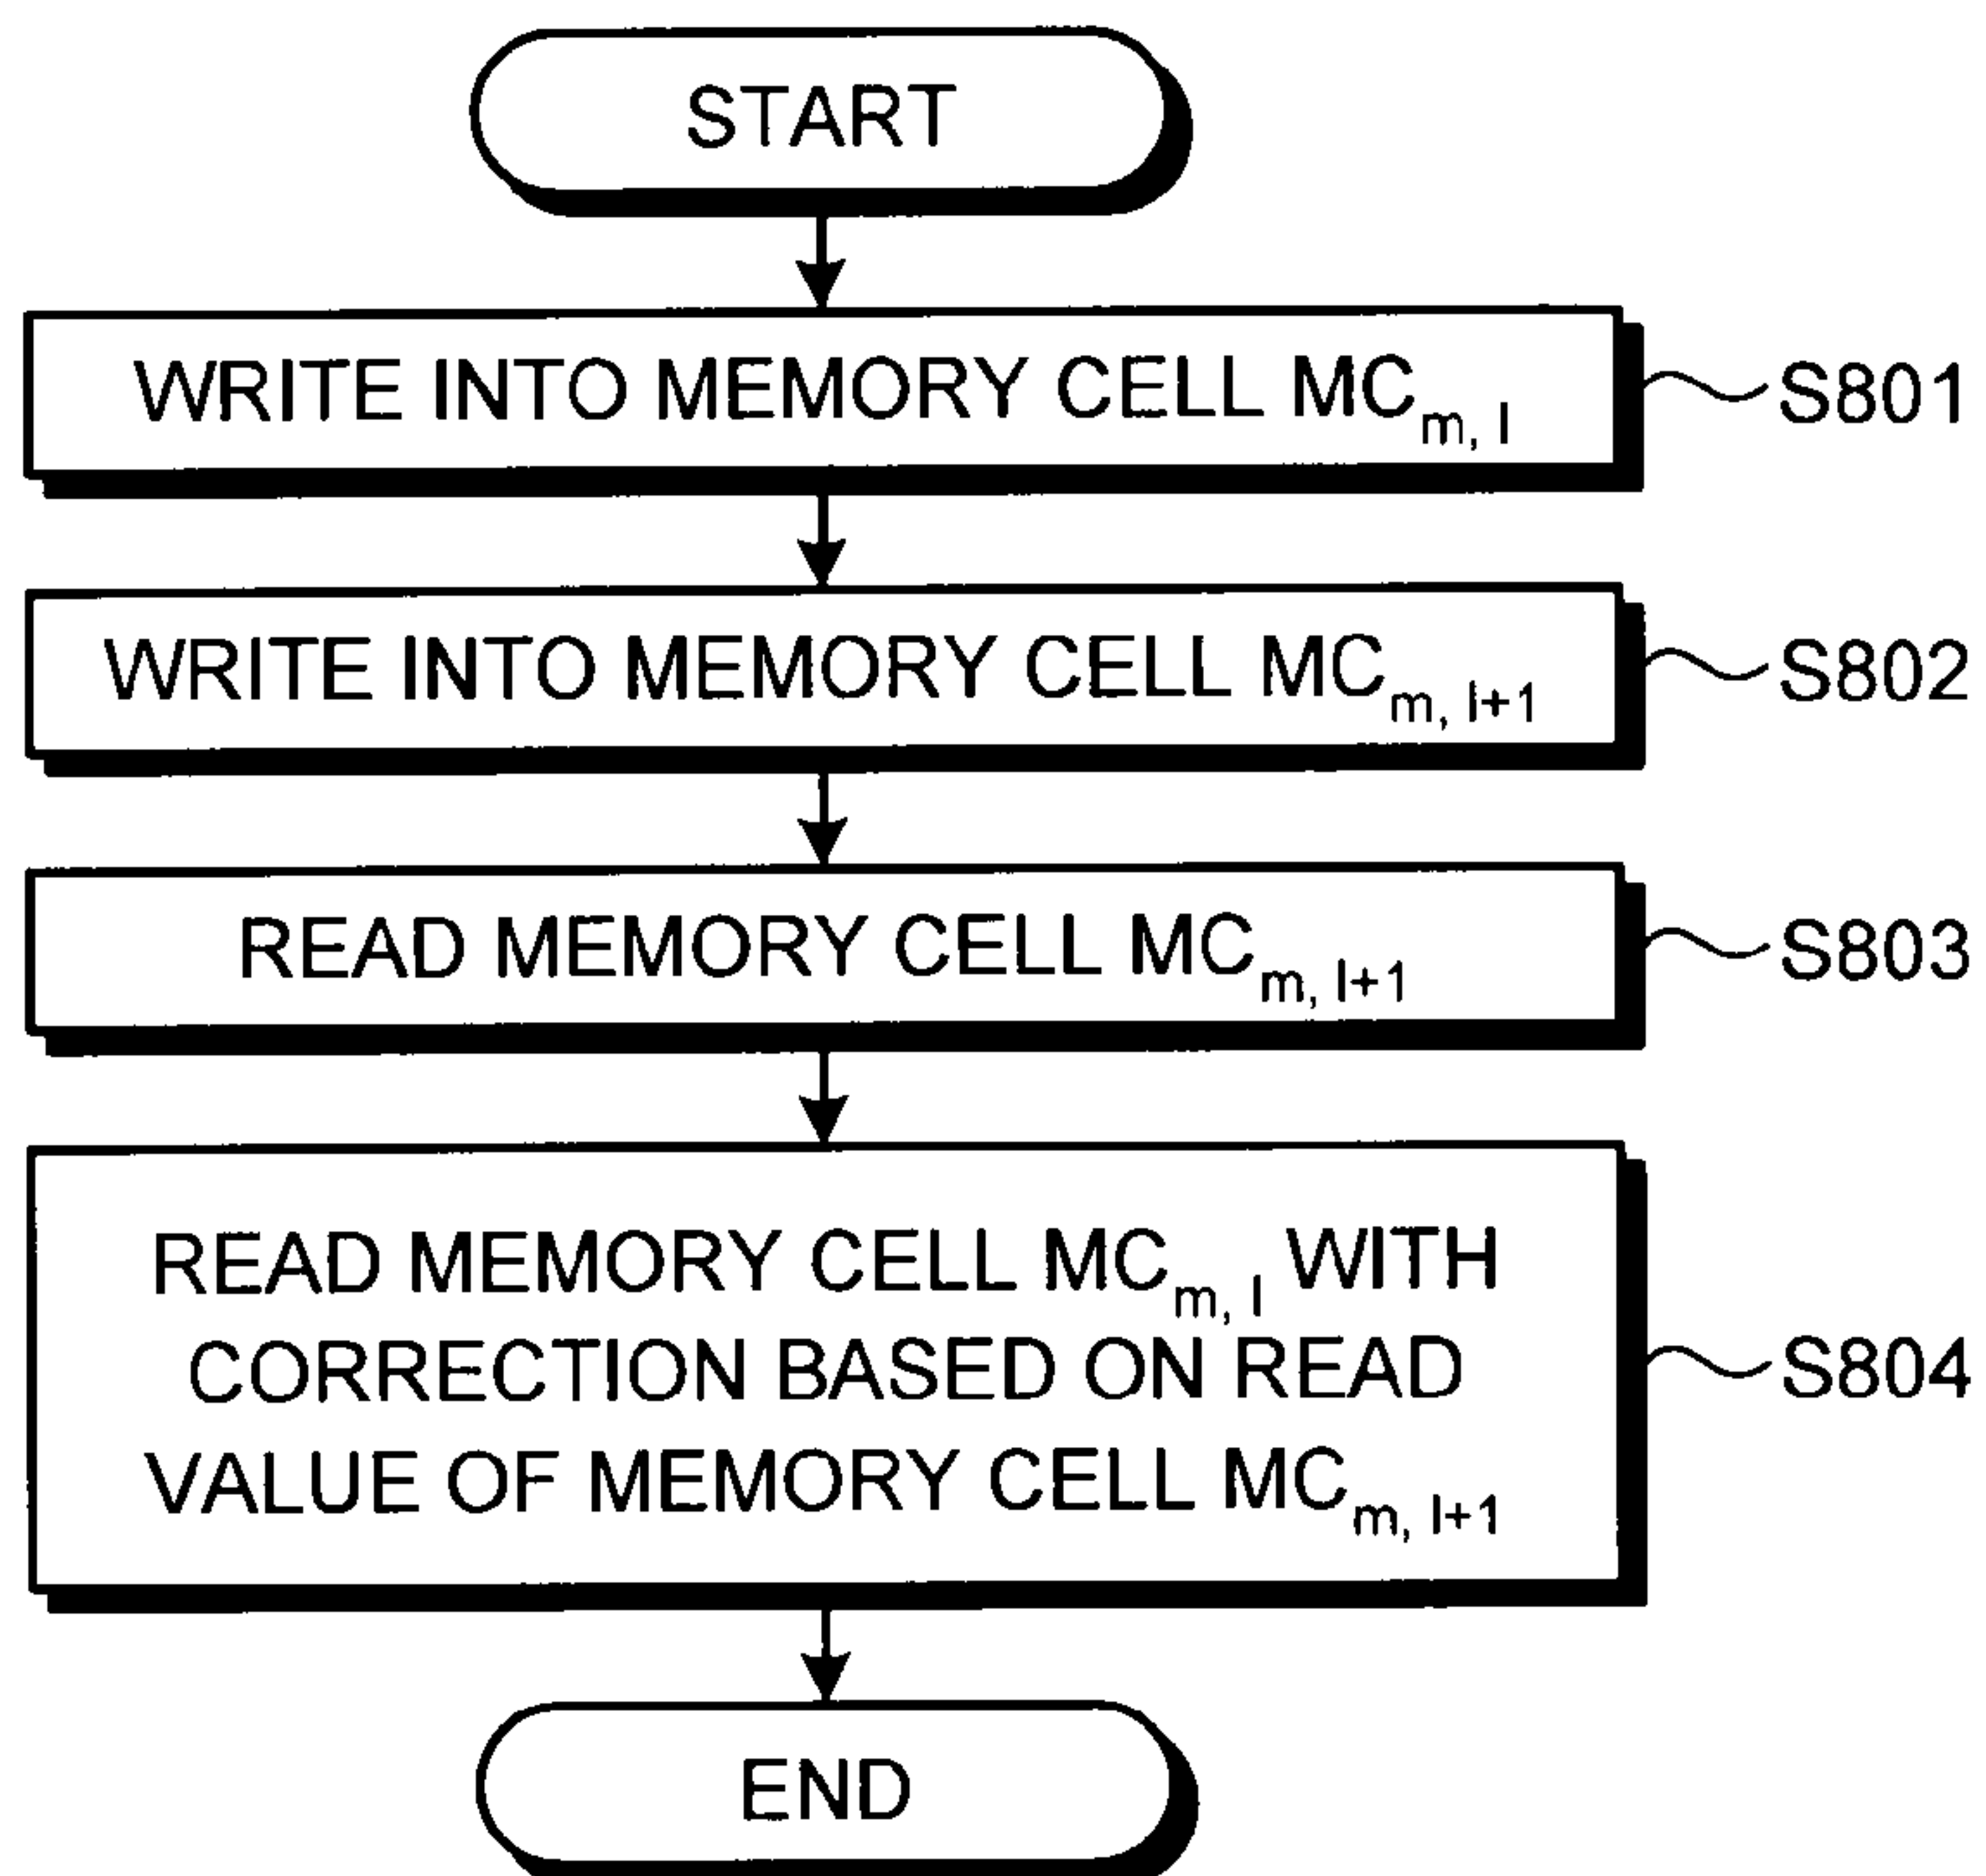 START
WRITE INTO MEMORY CELL MCm, l
S801
WRITE INTO MEMORY CELL MCm, l+1
S802
READ MEMORY CELL MCm, l+1
S803
READ MEMORY CELL MCm, l WITH
CORRECTION BASED ON READ
VALUE OF MEMORY CELL MCm, l+1
S804
END